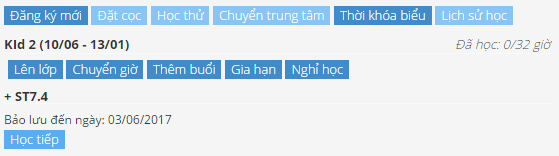 Đăng ký mới Đặt cọc Học thử Chuyển trung tâm Thời khóa biểu Lịch sử học
KId 2 (10/06 - 13/01) Đã học: 0/32 giờ
Lên lớp Chuyển giờ Thêm buổi Gia hạn Nghỉ học
+ ST7.4
Bảo lưu đến ngày: 03/06/2017
Học tiếp